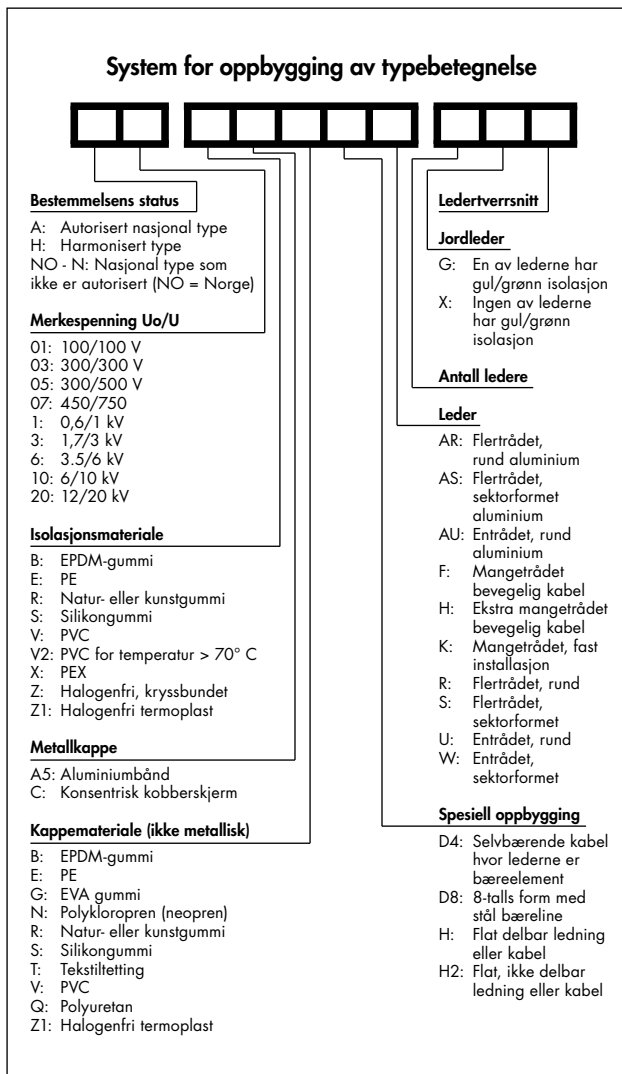 System for oppbygging av typebetegnelse
Bestemmelsens status
A: Autorisert nasjonal type
H: Harmonisert type
NO - N: Nasjonal type som
ikke er autorisert (NO = Norge)
Merkespenning Uo/U
01: 100/100 V
03: 300/300 V
05: 300/500 V
07: 450/750
1: 0,6/1 kV
3: 1,7/3 kV
6: 3.5/6 kV
10: 6/10 kV
20: 12/20 kV
Isolasjonsmateriale
B: EPDM-gummi
E: PE
R: Natur- eller kunstgummi
S: Silikongummi
V: PVC
V2: PVC for temperatur > 70° C
X: PEX
Z: Halogenfri, kryssbundet
Z1: Halogenfri termoplast
Metallkappe
A5: Aluminiumbånd
C: Konsentrisk kobberskjerm
Kappemateriale (ikke metallisk)
B: EPDM-gummi
E: PE
G: EVA gummi
N: Polykloropren (neopren)
R: Natur- eller kunstgummi
S: Silikongummi
T: Tekstiltetting
V: PVC
Q: Polyuretan
Z1: Halogenfri termoplast
Ledertverrsnitt
Jordleder
G: En av lederne har
gul/grønn isolasjon
X: Ingen av lederne
har gul/grønn
isolasjon
Antall ledere
Leder
AR: Flertrådet,
rund aluminium
AS: Flertrådet,
sektorformet
aluminium
AU: Entrådet, rund
aluminium
F: Mangetrådet
bevegelig kabel
H: Ekstra mangetrådet
bevegelig kabel
K: Mangetrådet, fast
installasjon
R: Flertrådet, rund
S: Flertrådet,
sektorformet
U: Entrådet, rund
W: Entrådet,
sektorformet
Spesiell oppbygging
D4: Selvbærende kabel
hvor lederne er
bæreelement
D8: 8-talls form med
stål bæreline
H: Flat delbar ledning
eller kabel
H2: Flat, ikke delbar
ledning eller kabel